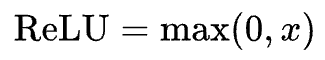 ReLU = max(0, x)